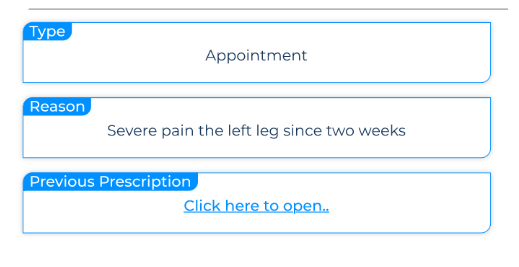 Type
Appointment
Reason
Severe pain the left leg since two weeks
Previous Prescription
Click here to open..